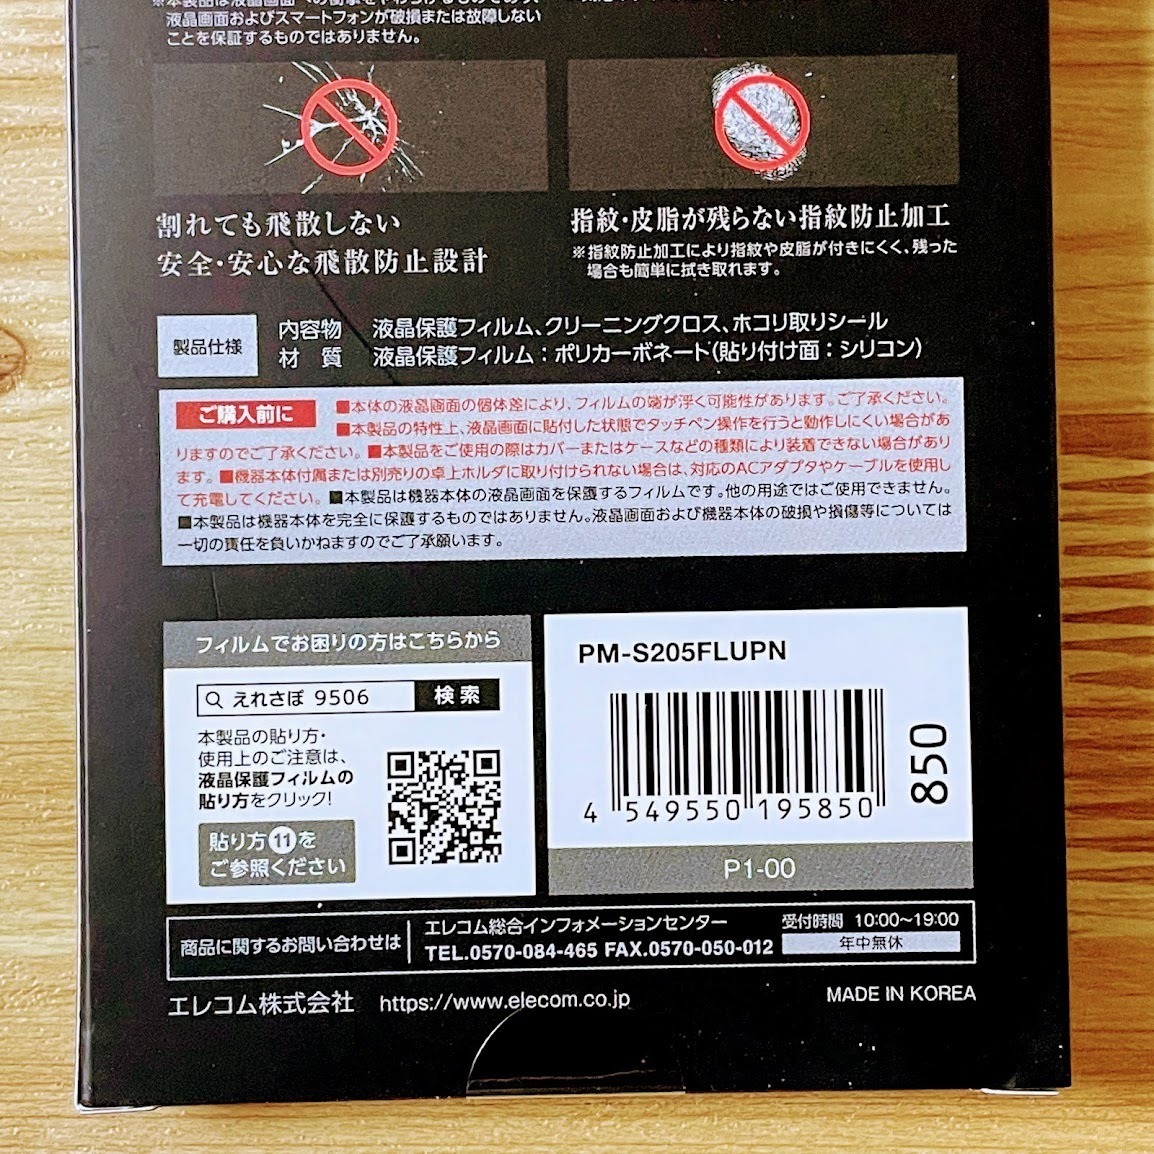 液晶画面およびスマートフォンが破損または故障しない
ことを保証するものではありません。
割れても飛散しない
安全・安心な飛散防止設計
指紋・皮脂が残らない指紋防止加工
※指紋防止加工により指紋や皮脂が付きにくく、残った
場合も簡単に拭き取れます。
製品仕様
内容物 液晶保護フィルム、クリーニングクロス、ホコリ取りシール
材 質 液晶保護フィルム：ポリカーボネート（貼り付け面：シリコン）
ご購入前に
■本体の液晶画面の個体差により、フィルムの端が浮く可能性があります。ご了承ください。
■本製品の特性上、液晶画面に貼付した状態でタッチペン操作を行うと動作しにくい場合があ
りますのでご了承ください。■本製品をご使用の際はカバーまたはケースなどの種類により装着できない場合があり
ます。■機器本体付属または別売りの卓上ホルダに取り付けられない場合は、対応のACアダプタやケーブルを使用し
て充電してください。■本製品は機器本体の液晶画面を保護するフィルムです。他の用途ではご使用できません。
■本製品は機器本体を完全に保護するものではありません。液晶画面および機器本体の破損や損傷等については
一切の責任を負いかねますのでご了承願います。
フィルムでお困りの方はこちらから
えれさぽ 9506 検索
本製品の貼り方・
使用上のご注意は、
液晶保護フィルムの
貼り方をクリック！
貼り方⑪を
ご参照ください
PM-S205FLUPN
4 549550 195850
850
P1-00
商品に関するお問い合わせは
エレコム総合インフォメーションセンター
TEL.0570-084-465 FAX.0570-050-012
受付時間 10:00〜19:00
年中無休
エレコム株式会社 https://www.elecom.co.jp
MADE IN KOREA